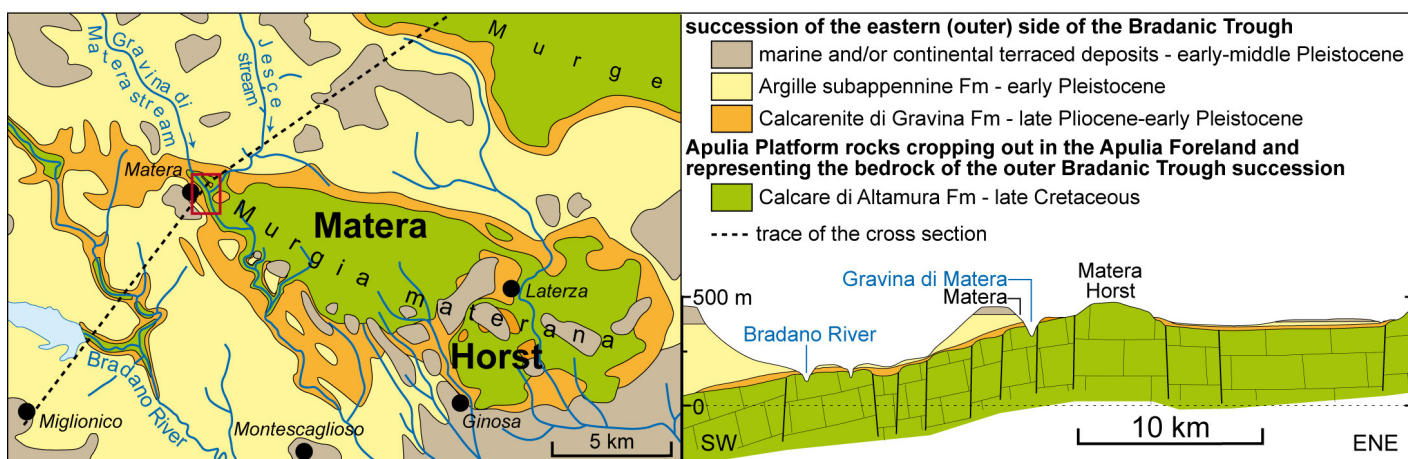 Gravina di
Matera stream
Jesce
stream
Murge
Matera
Matera
Murgia materana
Laterza
Horst
Bradano River
Miglionico
Montescaglioso
Ginosa
5 km
succession of the eastern (outer) side of the Bradanic Trough
marine and/or continental terraced deposits - early-middle Pleistocene
Argille subappennine Fm - early Pleistocene
Calcarenite di Gravina Fm - late Pliocene-early Pleistocene
Apulia Platform rocks cropping out in the Apulia Foreland and
representing the bedrock of the outer Bradanic Trough succession
Calcare di Altamura Fm - late Cretaceous
trace of the cross section
Gravina di Matera
Matera
Matera
Horst
500 m
Bradano River
0
SW
10 km
ENE